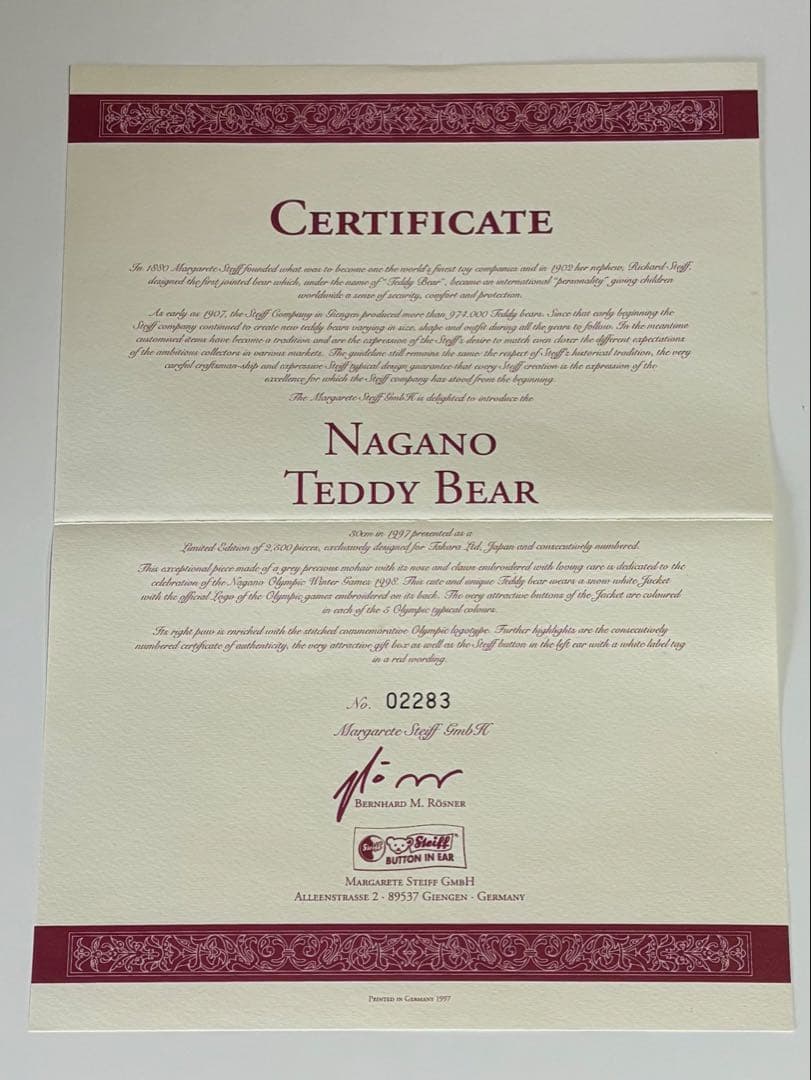 CERTIFICATE
In 1880 Margarete Steiff founded what was to become one the world's finest toy companies and in 1902 her nephew, Richard Steiff,
designed the first jointed bear which, under the name of "Teddy Bear", became an international "personality" giving children
worldwide a sense of security, comfort and protection.
As early as 1907, the Steiff Company in Giengen produced more than 974.000 Teddy bears. Since that early beginning the
Steiff company continued to create new teddy bears varying in size, shape and outfit during all the years to follow. In the meantime
customised items have become a tradition and are the expression of the Steiff's desire to match even closer the different expectations
of the ambitious collectors in various markets. The guideline still remains the same: the respect of Steiff's historical tradition, the very
careful craftsman-ship and expressive Steiff typical design guarantee that every Steiff creation is the expression of the
excellence for which the Steiff company has stood from the beginning.
The Margarete Steiff GmbH is delighted to introduce the
NAGANO
TEDDY BEAR
30cm in 1997 presented as a
Limited Edition of 2,500 pieces, exclusively designed for Takara Ltd. Japan and consecutively numbered.
This exceptional piece made of a grey precious mohair with its nose and claws embroidered with loving care is dedicated to the
celebration of the Nagano Olympic Winter Games 1998. This cute and unique Teddy bear wears a snow white Jacket
with the official Logo of the Olympic games embroidered on its back. The very attractive buttons of the Jacket are coloured
in each of the 5 Olympic typical colours.
Its right paw is enriched with the stitched commemorative Olympic logotype. Further highlights are the consecutively
numbered certificate of authenticity, the very attractive gift box as well as the Steiff button in the left ear with a white label tag
in a red wording.
No. 02283
Margarete Steiff GmbH
BERNHARD M. RÖSNER
Steiff Steiff
BUTTON IN EAR
MARGARETE STEIFF GMBH
ALLEENSTRASSE 2 · 89537 GIENGEN · GERMANY
PRINTED IN GERMANY 1997